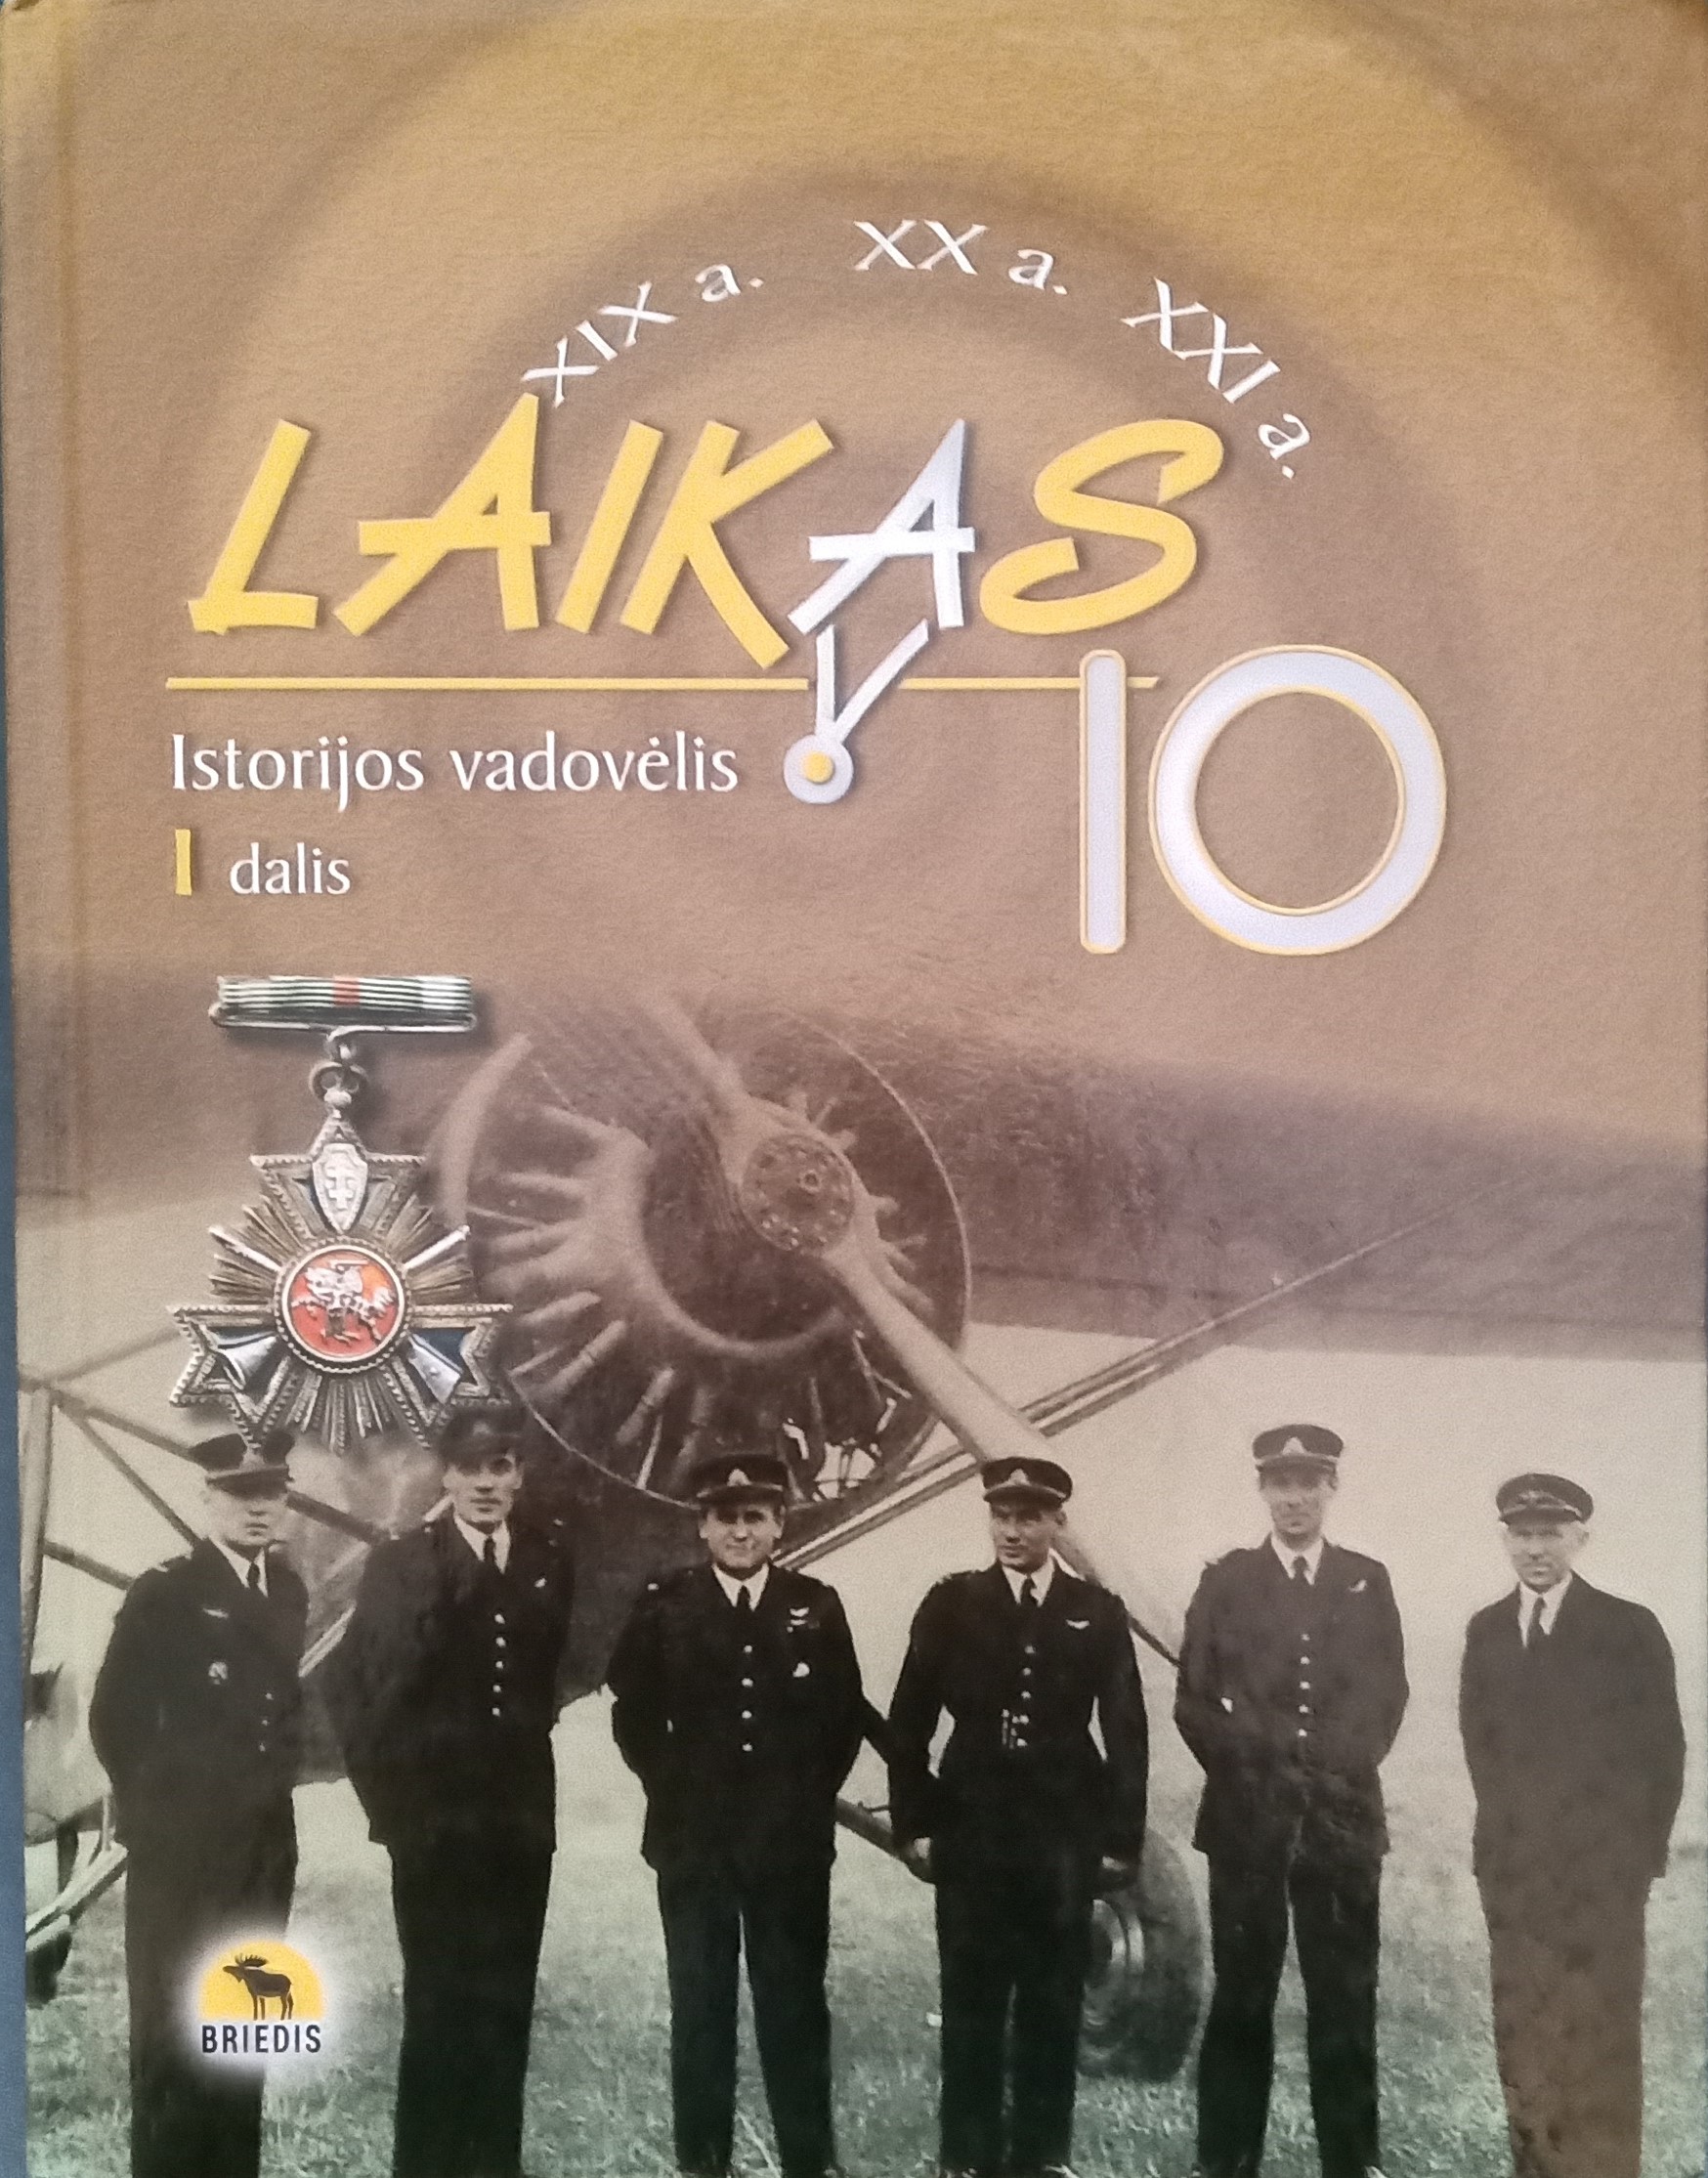 XIX a. XX a. XXI a.
LAIKAS
10
Istorijos vadovėlis
I dalis
BRIEDIS